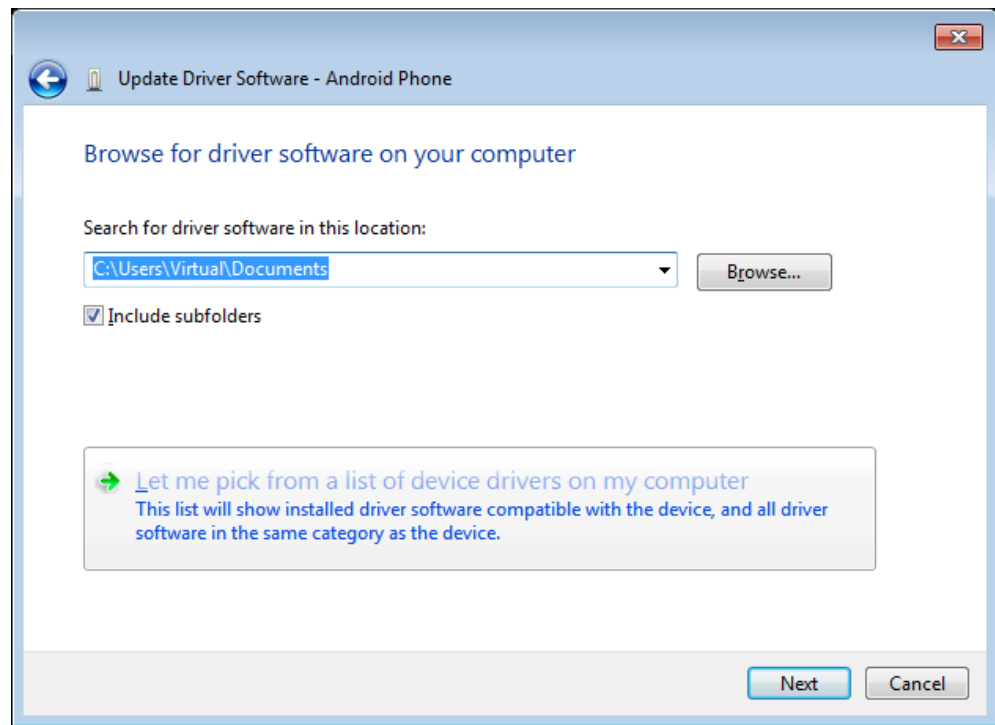 Update Driver Software - Android Phone
Browse for driver software on your computer
Search for driver software in this location:
C:\Users\Virtual\Documents
Browse...
Include subfolders
Let me pick from a list of device drivers on my computer
This list will show installed driver software compatible with the device, and all driver
software in the same category as the device.
Next
Cancel